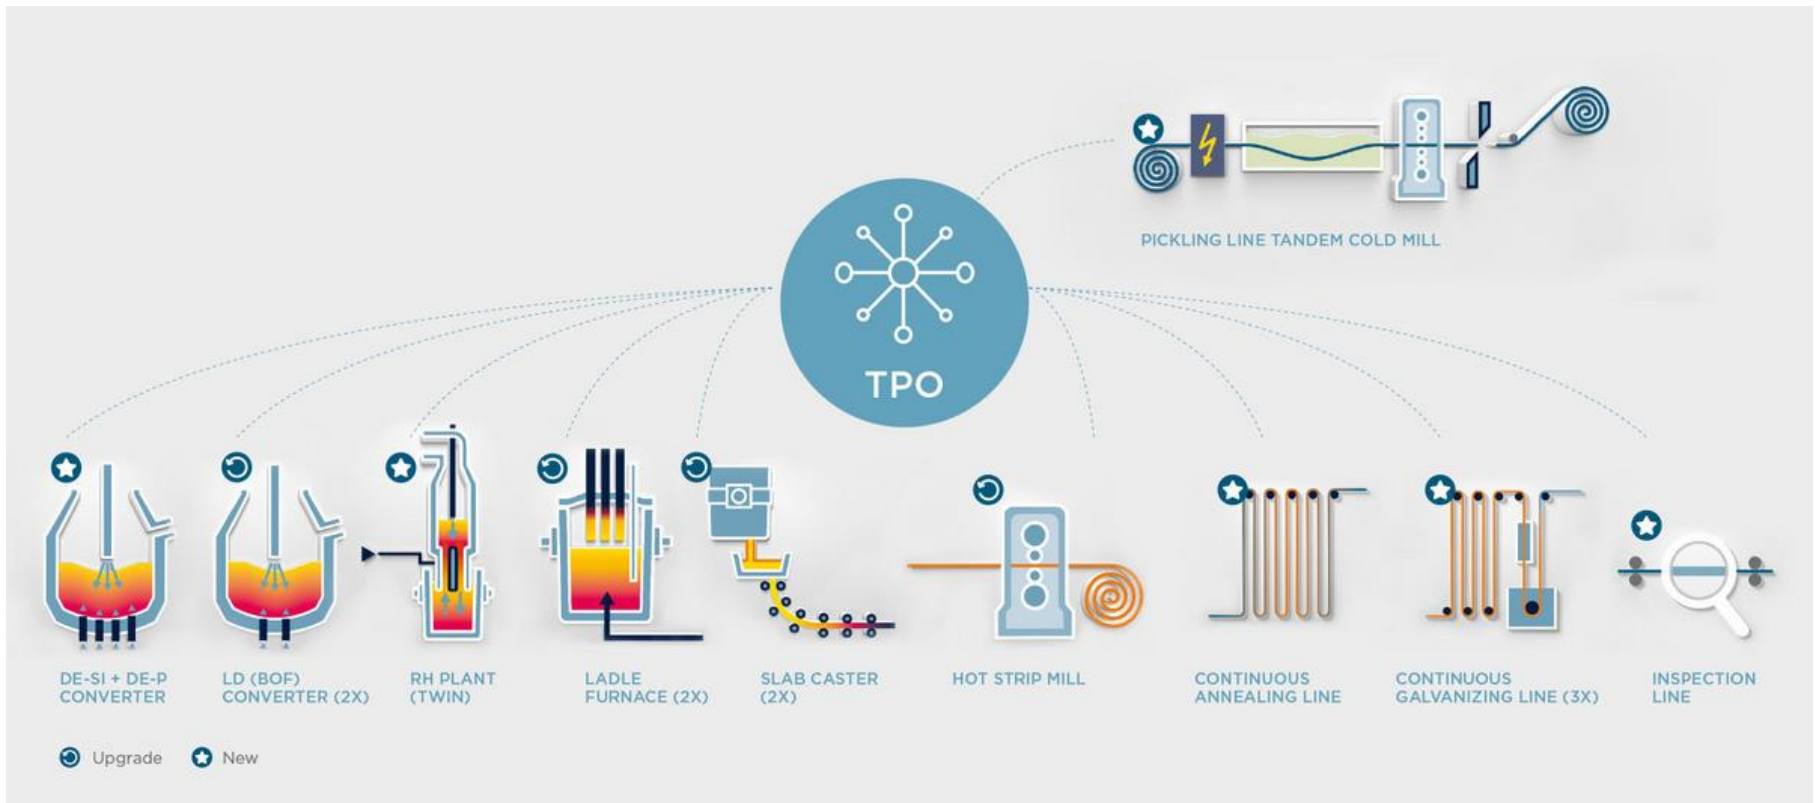 PICKLING LINE TANDEM COLD MILL
TPO
DE-SI + DE-P
CONVERTER
LD (BOF)
CONVERTER (2X)
RH PLANT
(TWIN)
LADLE
FURNACE (2X)
SLAB CASTER
(2X)
HOT STRIP MILL
CONTINUOUS
ANNEALING LINE
CONTINUOUS
GALVANIZING LINE (3X)
INSPECTION
LINE
Upgrade
New